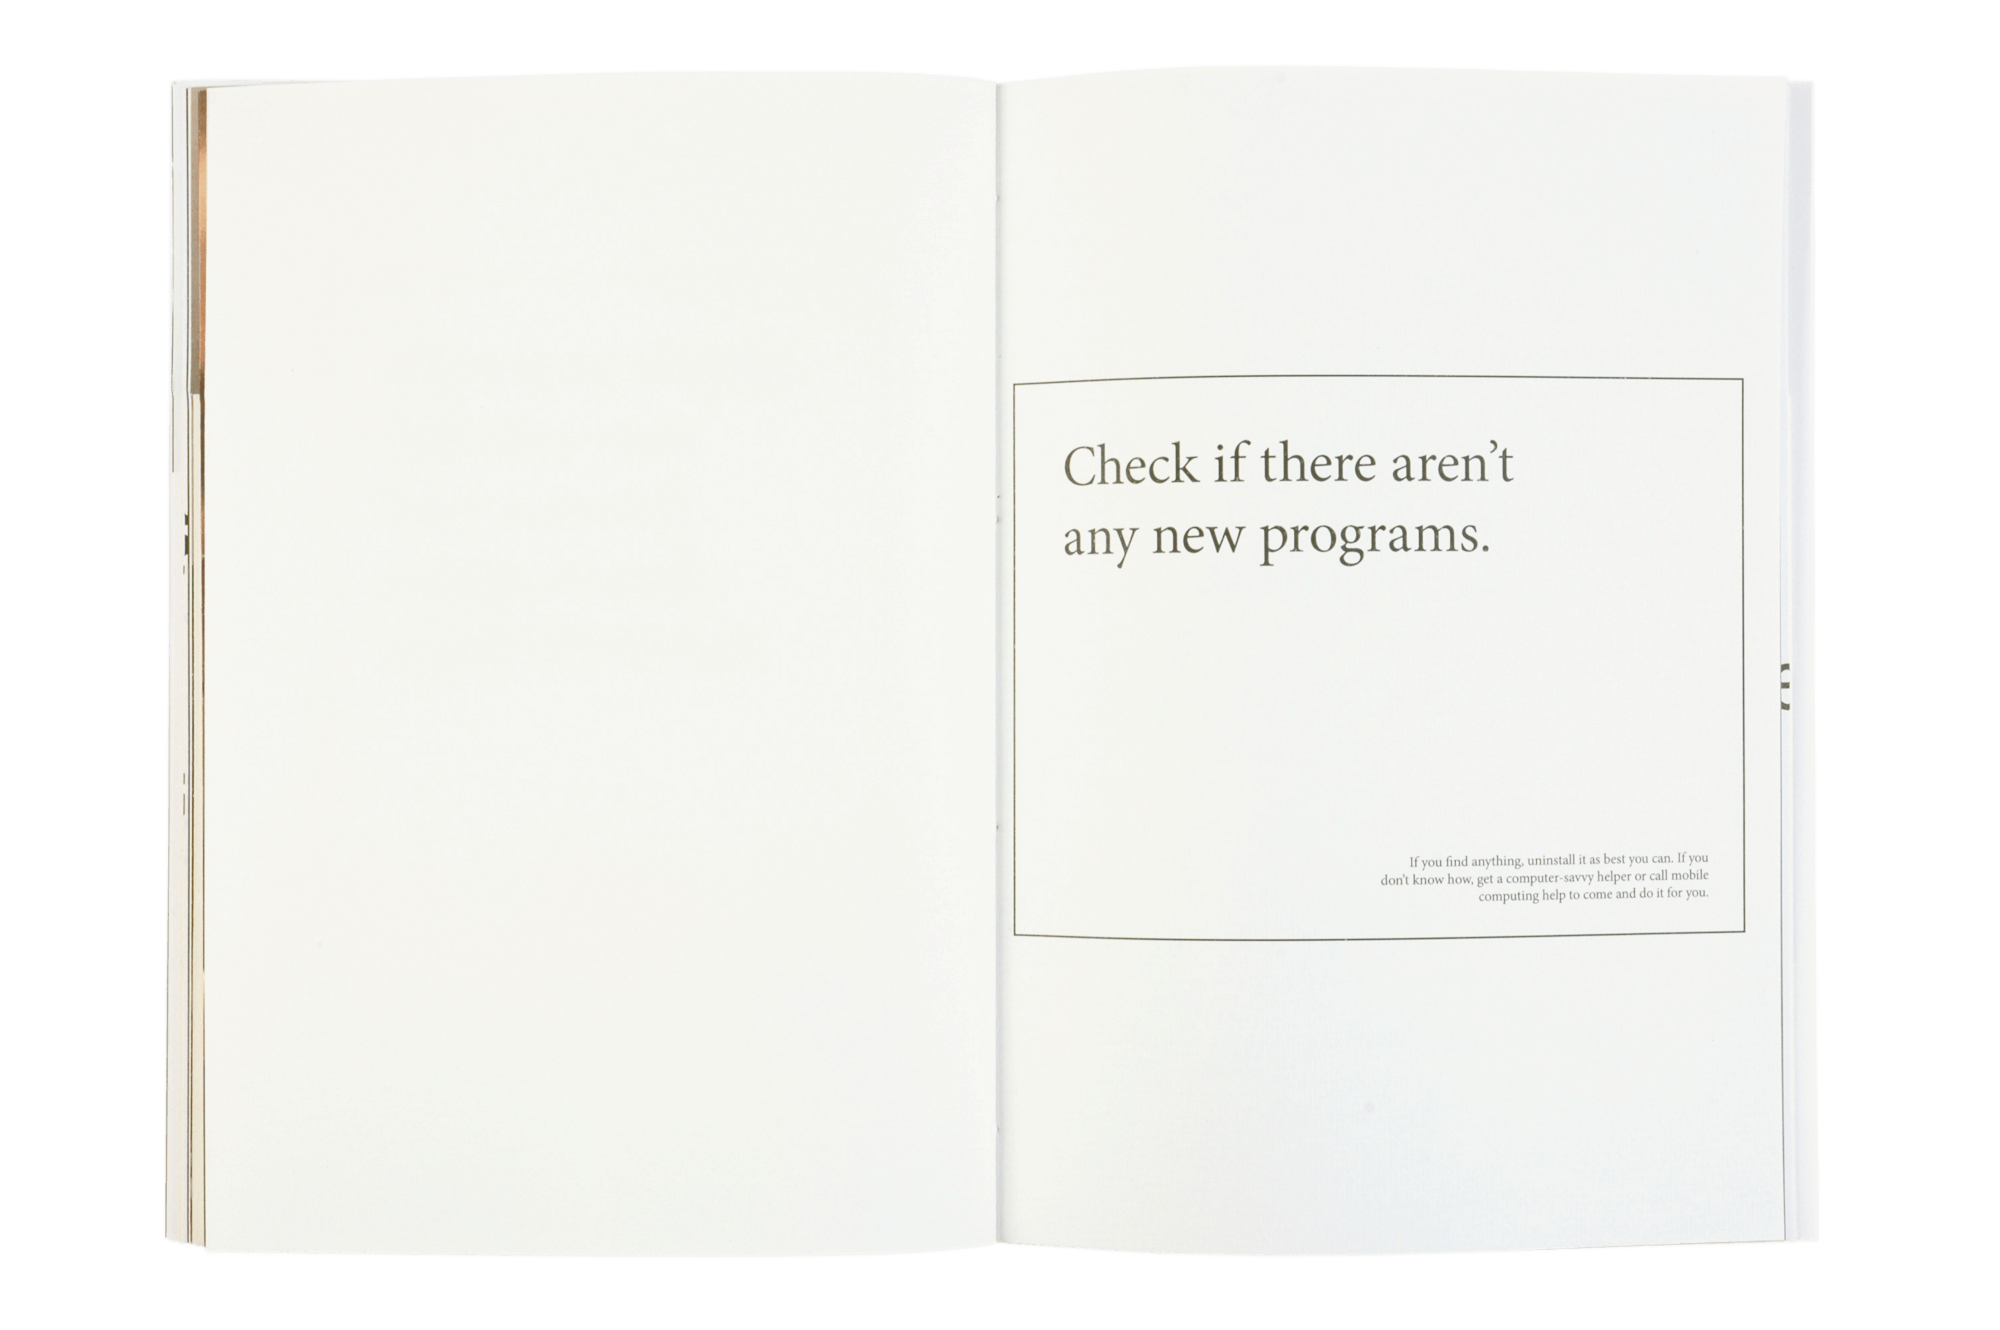 Check if there aren’t
any new programs.
If you find anything, uninstall it as best you can. If you
don’t know how, get a computer-savvy helper or call mobile
computing help to come and do it for you.